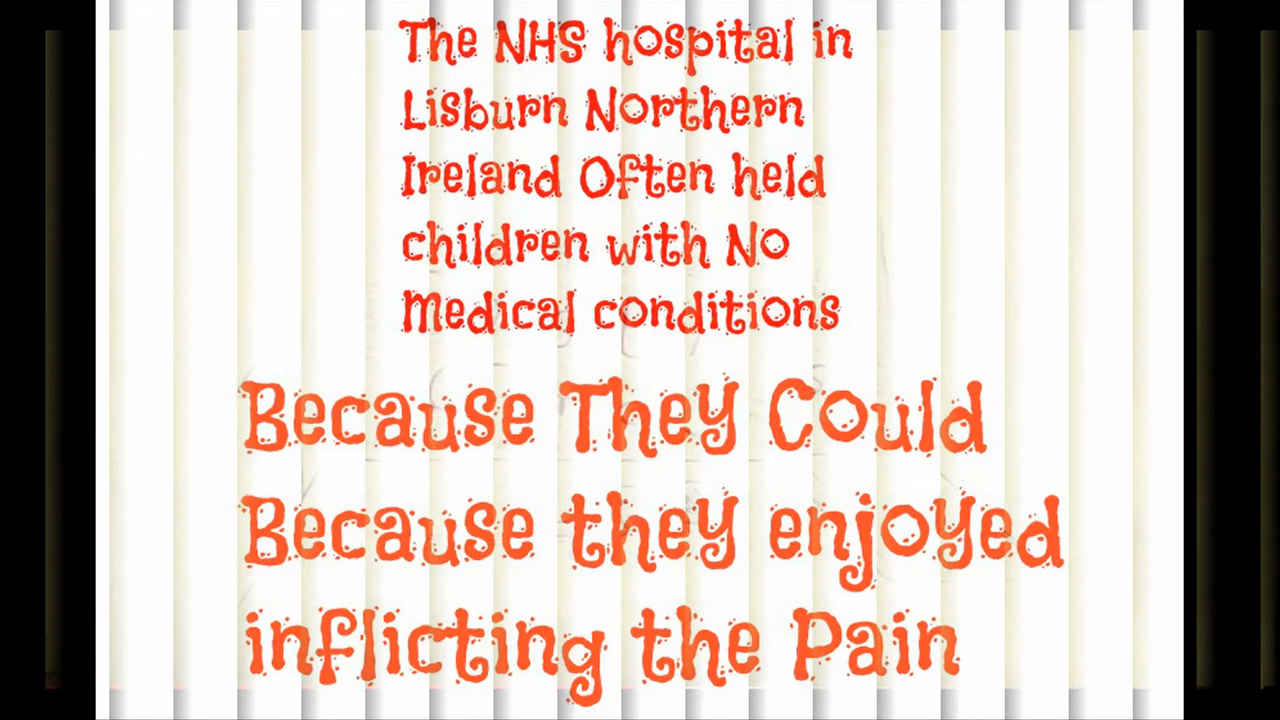 The NHS hospital in
Lisburn Northern
Ireland Often held
children with No
Medical conditions
Because They Could
Because they enjoyed
inflicting the Pain